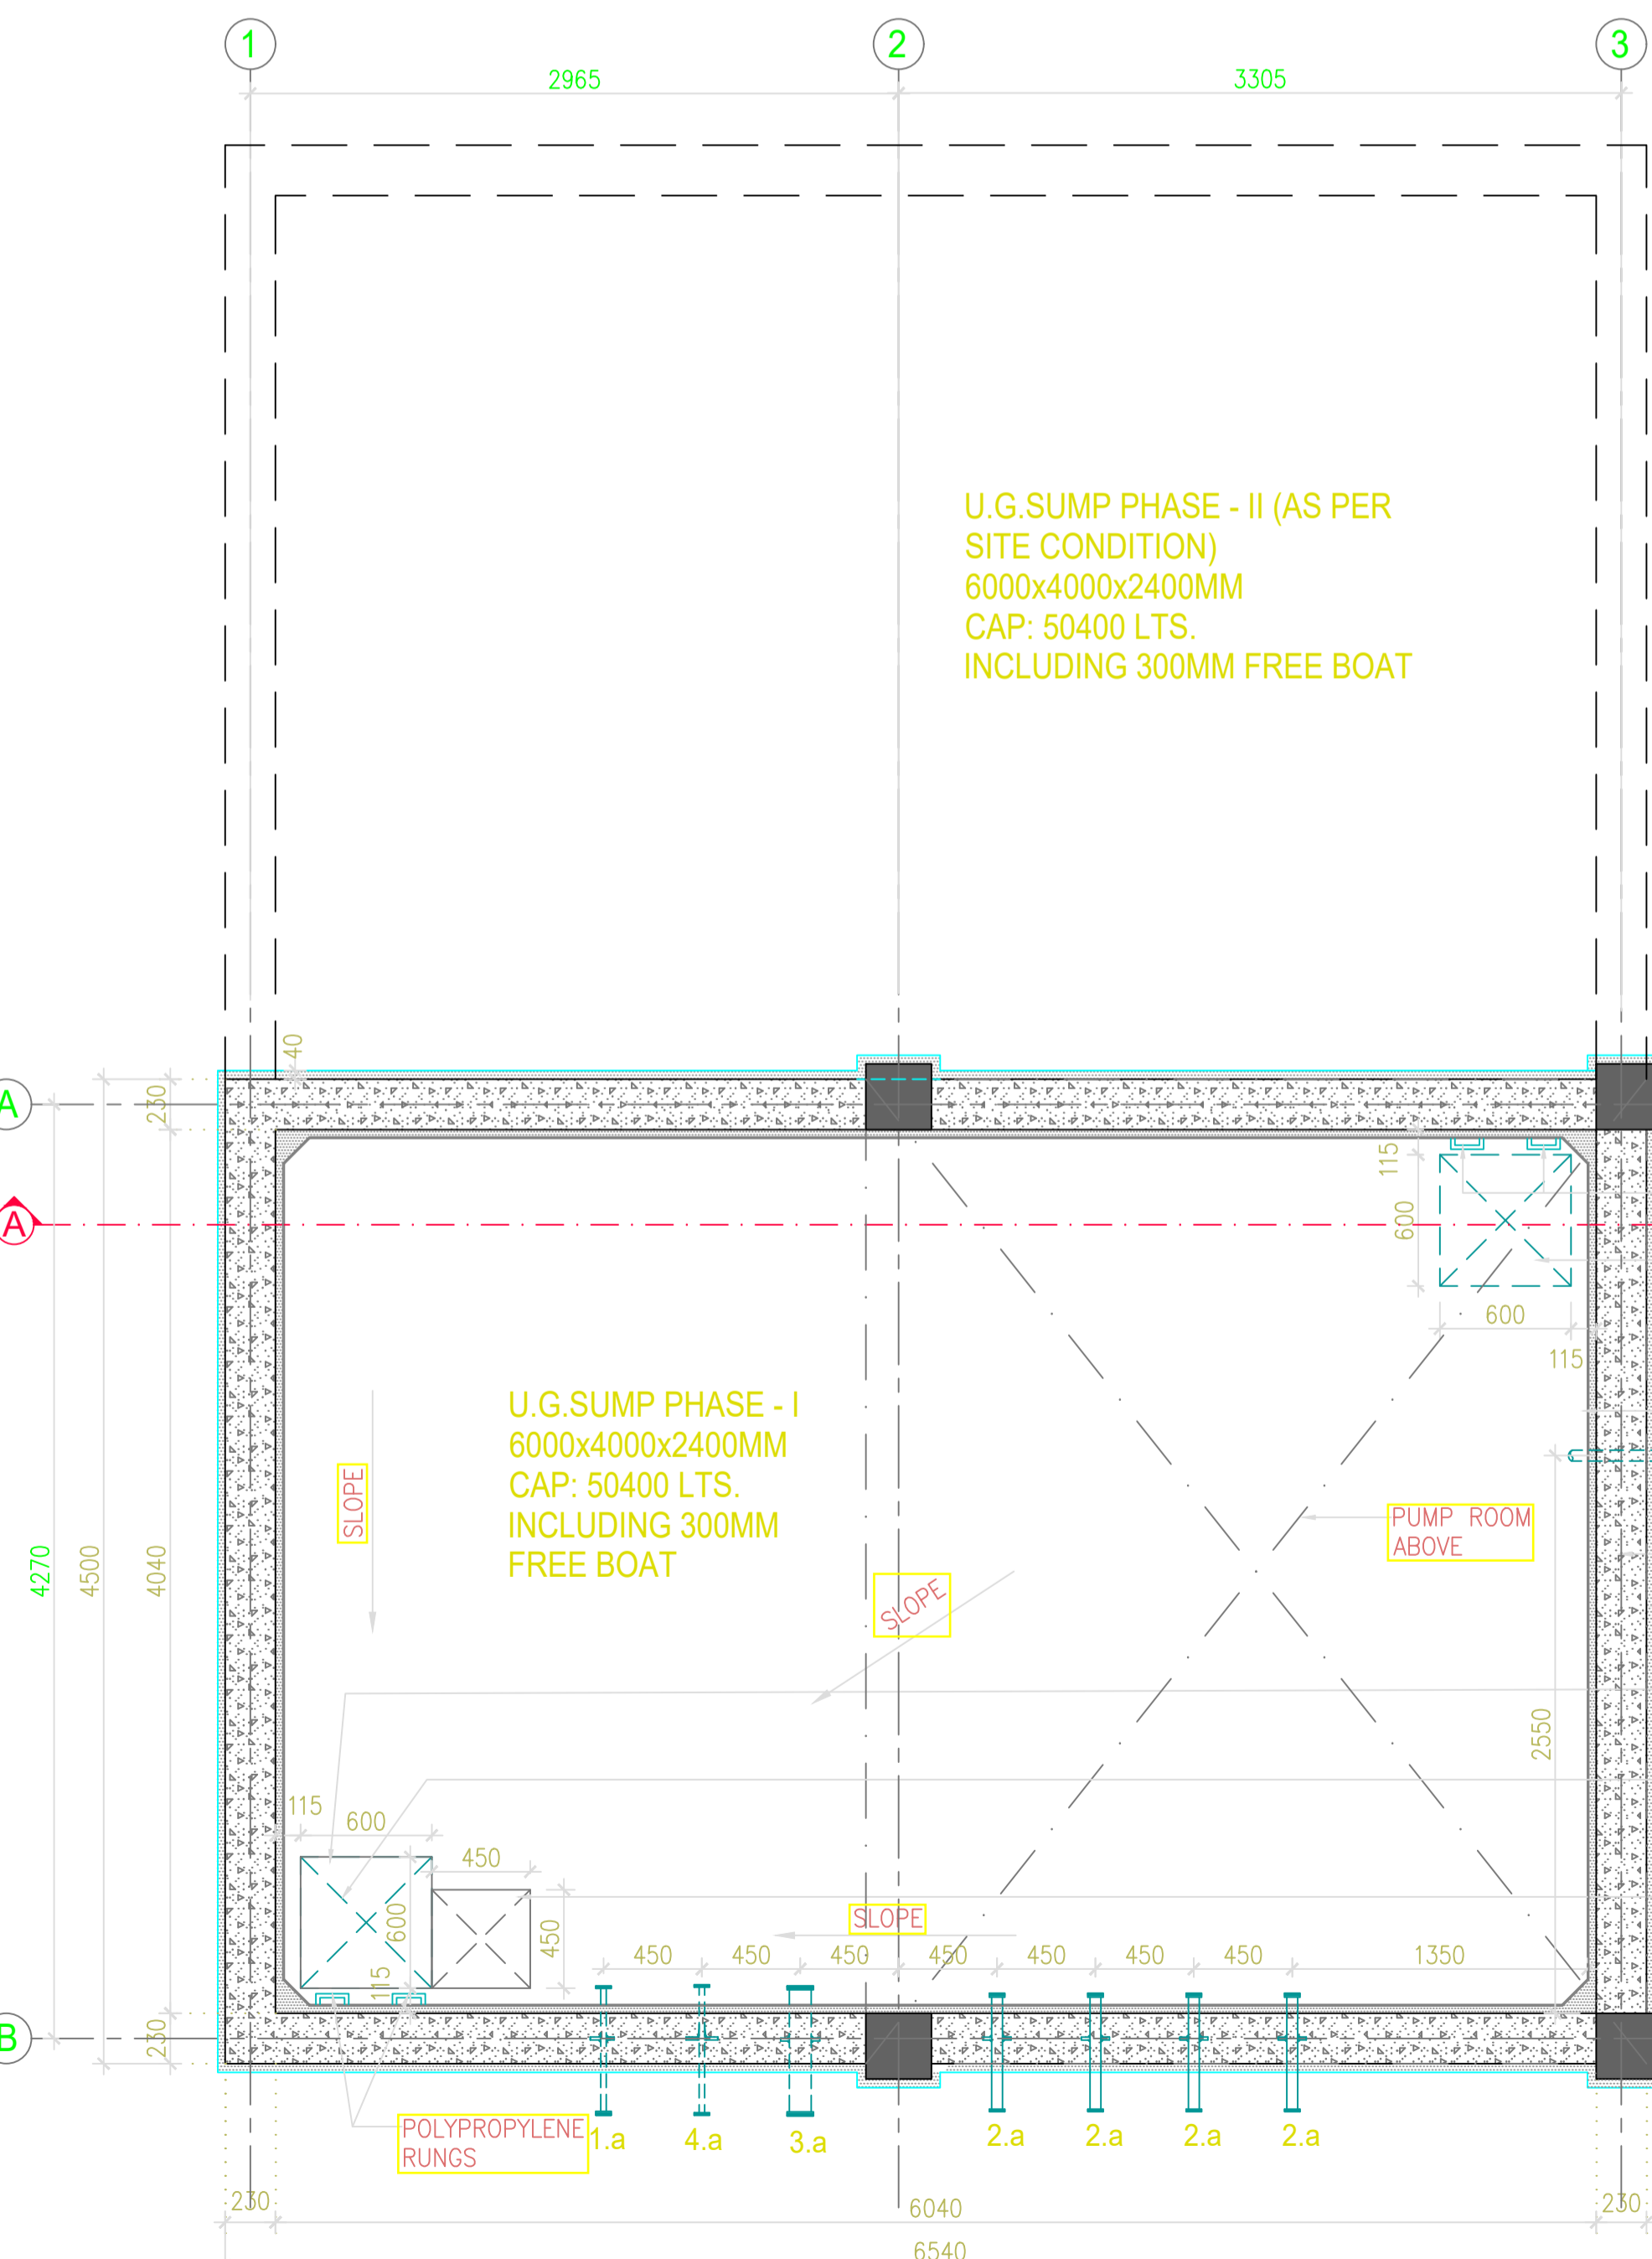 1
2
3
2965
3305
U.G.SUMP PHASE - II (AS PER
SITE CONDITION)
6000x4000x2400MM
CAP: 50400 LTS.
INCLUDING 300MM FREE BOAT
40
A
230
115
A
600
600
115
U.G.SUMP PHASE - I
6000x4000x2400MM
CAP: 50400 LTS.
INCLUDING 300MM
FREE BOAT
SLOPE
PUMP ROOM
ABOVE
4270
4500
4040
SLOPE
2550
115
600
450
600
450
SLOPE
450
450
450
450
450
450
450
1350
115
B
230
POLYPROPYLENE
RUNGS
1.a
4.a
3.a
2.a
2.a
2.a
2.a
230
6040
230
6540